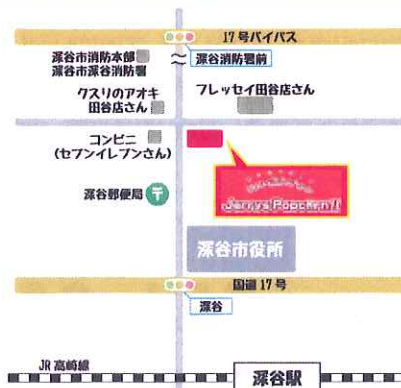 17号バイパス
深谷市消防本部
深谷市深谷消防署
深谷消防署前
クスリのアオキ
田谷店さん
フレッセイ田谷店さん
コンビニ
(セブンイレブンさん)
Jerrys Popcorn!!
深谷郵便局
〒
深谷市役所
国道17号
深谷
JR高崎線
深谷駅